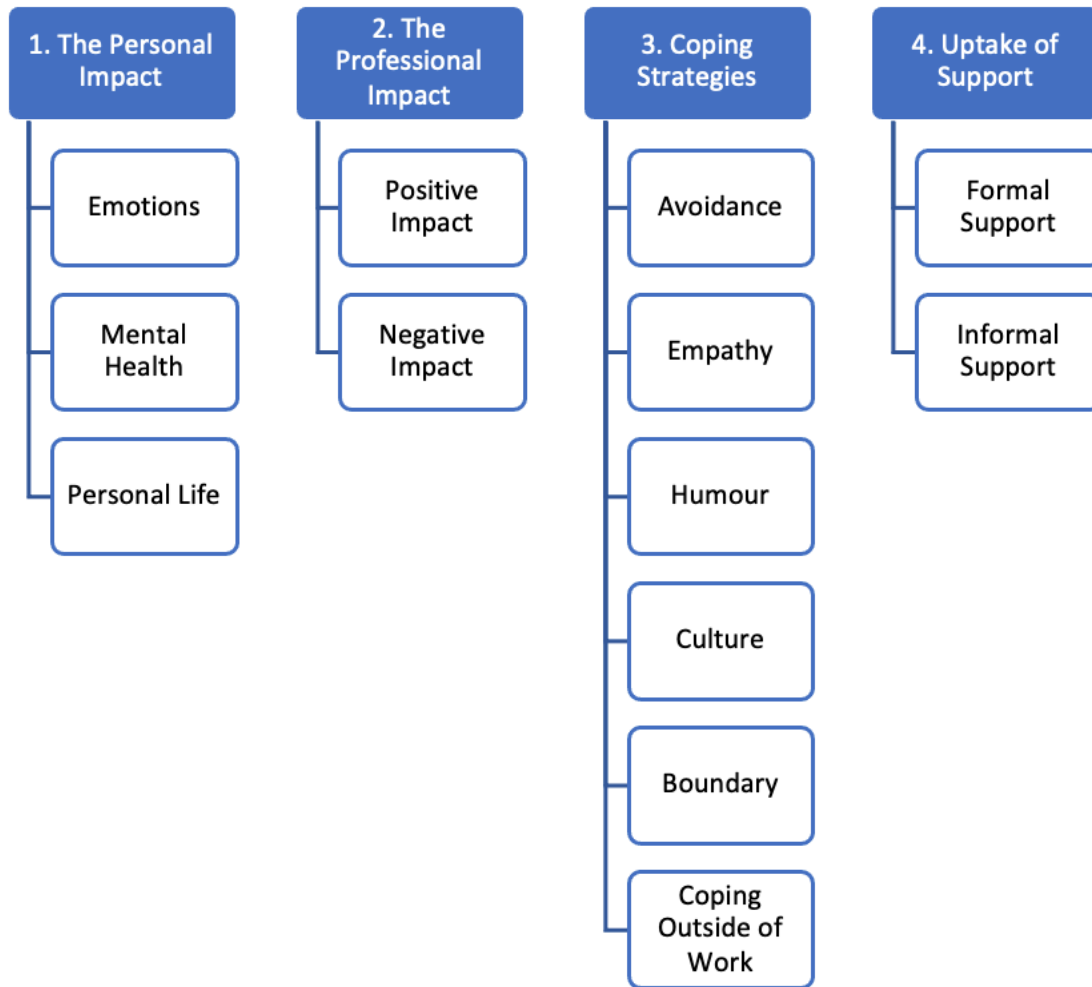 1. The Personal
Impact
Emotions
Mental
Health
Personal Life
2. The
Professional
Impact
Positive
Impact
Negative
Impact
3. Coping
Strategies
Avoidance
Empathy
Humour
Culture
Boundary
Coping
Outside of
Work
4. Uptake of
Support
Formal
Support
Informal
Support